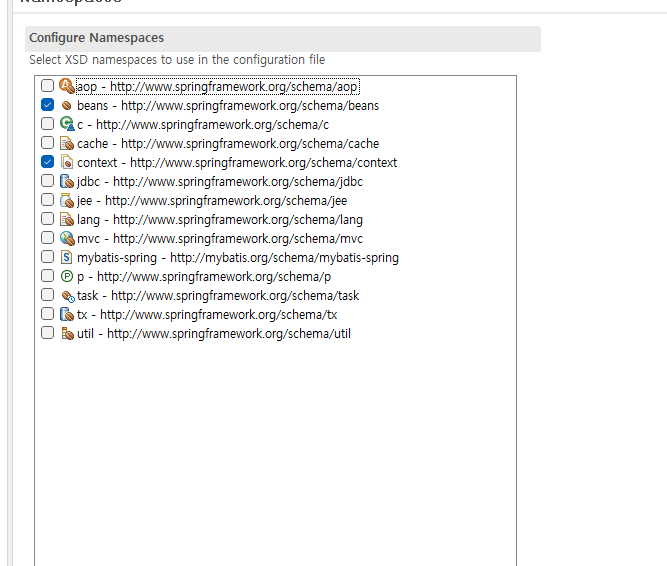 Namespaces
Configure Namespaces
Select XSD namespaces to use in the configuration file
aop - http://www.springframework.org/schema/aop
beans - http://www.springframework.org/schema/beans
c - http://www.springframework.org/schema/c
cache - http://www.springframework.org/schema/cache
context - http://www.springframework.org/schema/context
jdbc - http://www.springframework.org/schema/jdbc
jee - http://www.springframework.org/schema/jee
lang - http://www.springframework.org/schema/lang
mvc - http://www.springframework.org/schema/mvc
mybatis-spring - http://mybatis.org/schema/mybatis-spring
p - http://www.springframework.org/schema/p
task - http://www.springframework.org/schema/task
tx - http://www.springframework.org/schema/tx
util - http://www.springframework.org/schema/util